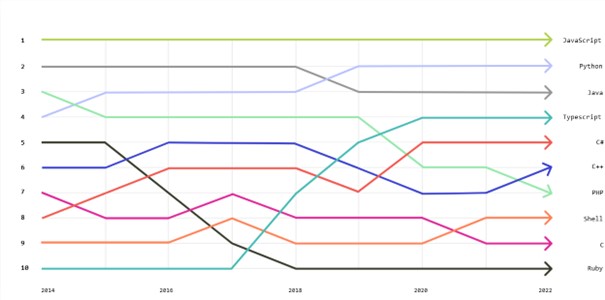 1 JavaScript
2 Python
3 Java
4 Typescript
5 C#
6 C++
7 PHP
8 Shell
9 C
10 Ruby
2014 2016 2018 2020 2022